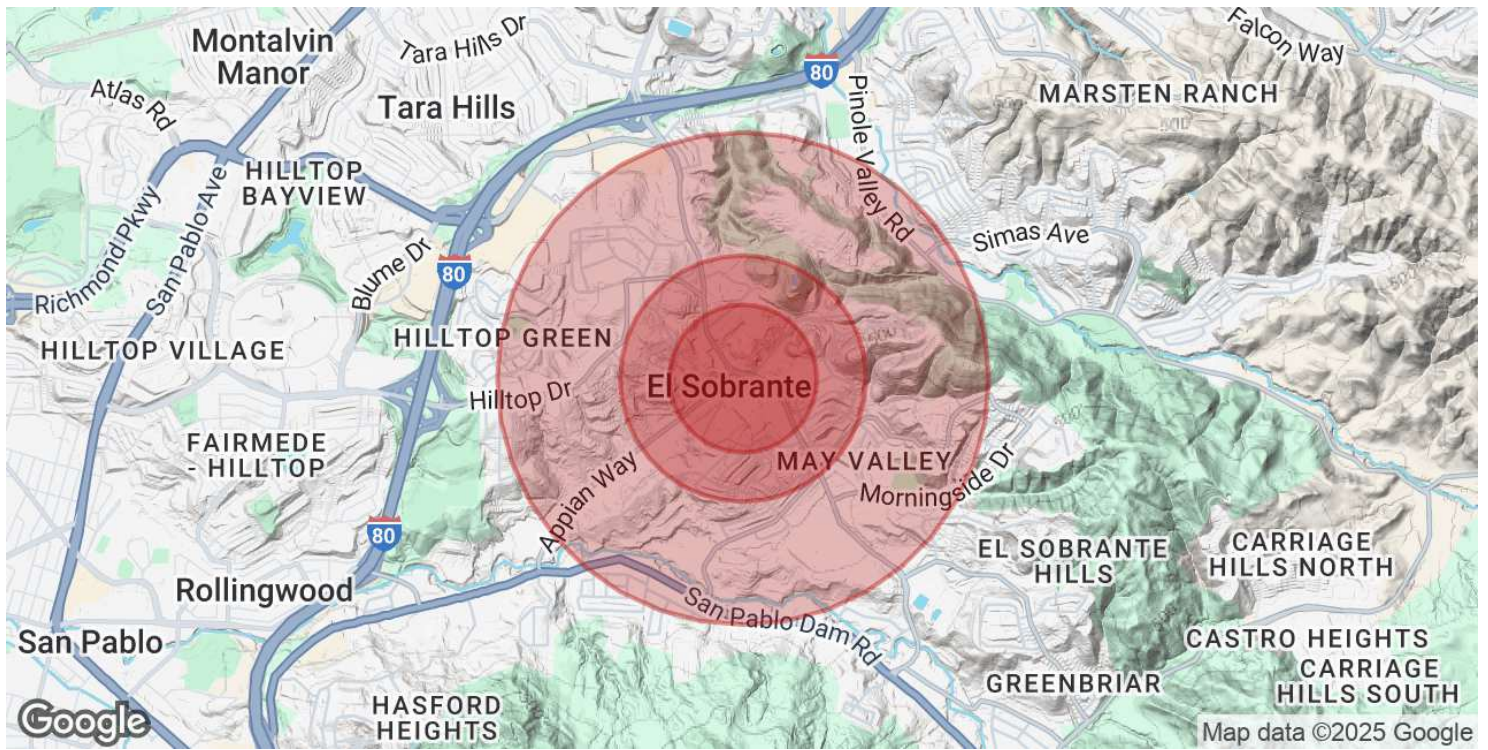 Montalvin
Manor
Tara Hills Dr
Falcon Way
80
Atlas Rd
Tara Hills
Pinole Valley Rd
MARSTEN RANCH
500
HILLTOP
BAYVIEW
Richmond Pkwy
San Pablo Ave
Blume Dr
80
Simas Ave
500
HILLTOP VILLAGE
HILLTOP GREEN
500
Hilltop Dr
El Sobrante
FAIRMEDE
- HILLTOP
Appian Way
MAY VALLEY
Morningside Dr
80
EL SOBRANTE
HILLS
CARRIAGE
HILLS NORTH
Rollingwood
San Pablo Dam Rd
San Pablo
CASTRO HEIGHTS
GREENBRIAR
CARRIAGE
HILLS SOUTH
HASFORD
HEIGHTS
Google
Map data ©2025 Google